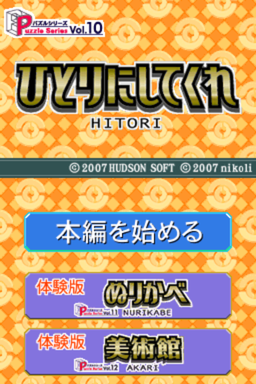 パズルシリーズ
Puzzle Series Vol.10
ひとりにしてくれ
HITORI
©2007 HUDSON SOFT ©2007 nikoli
本編を始める
体験版
ぬりかべ
Puzzle Series Vol.11 NURIKABE
体験版
美術館
Puzzle Series Vol.12 AKARI